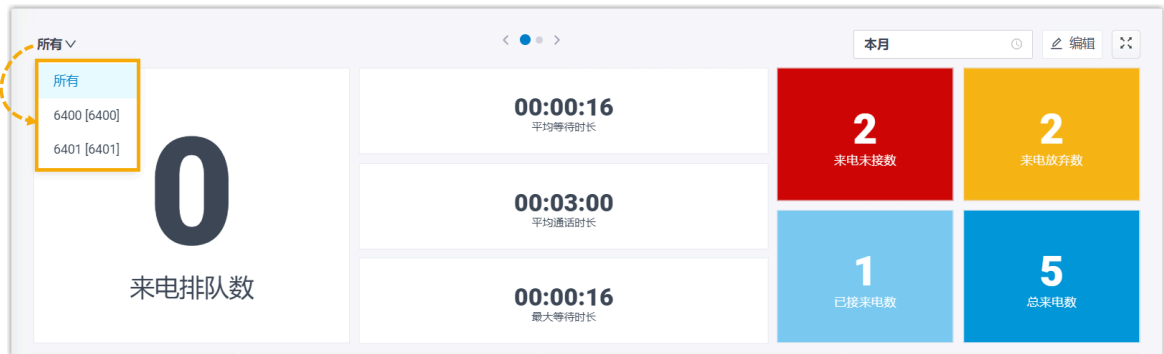 所有
本月
编辑
所有
6400 [6400]
6401 [6401]
0
来电排队数
00:00:16
平均等待时长
00:03:00
平均通话时长
00:00:16
最大等待时长
2
来电未接数
2
来电放弃数
1
已接来电数
5
总来电数